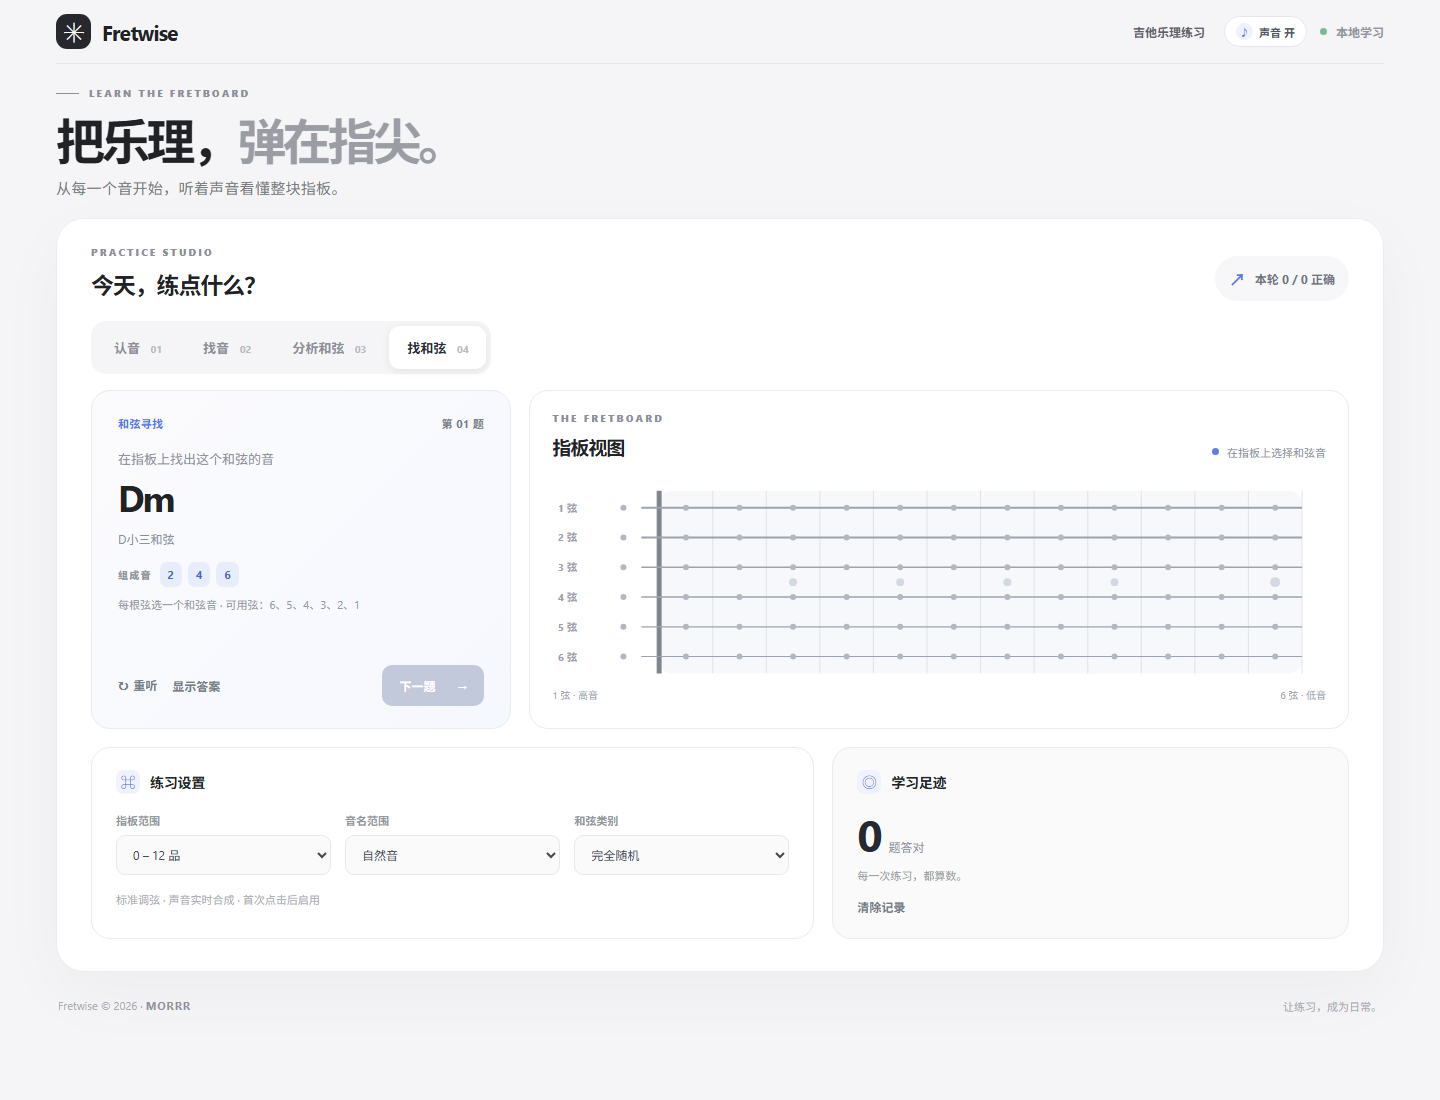 Fretwise
吉他乐理练习
♪ 声音 开
本地学习
LEARN THE FRETBOARD
把乐理，弹在指尖。
从每一个音开始，听着声音看懂整块指板。
PRACTICE STUDIO
今天，练点什么？
↗ 本轮 0 / 0 正确
认音 01
找音 02
分析和弦 03
找和弦 04
和弦寻找
第 01 题
在指板上找出这个和弦的音
Dm
D小三和弦
组成音 2 4 6
每根弦选一个和弦音 · 可用弦：6、5、4、3、2、1
↻ 重听
显示答案
下一题 →
THE FRETBOARD
指板视图
在指板上选择和弦音
1 弦
2 弦
3 弦
4 弦
5 弦
6 弦
1 弦 · 高音
6 弦 · 低音
⌘ 练习设置
指板范围
0 – 12 品
音名范围
自然音
和弦类别
完全随机
标准调弦 · 声音实时合成 · 首次点击后启用
◎ 学习足迹
0 题答对
每一次练习，都算数。
清除记录
Fretwise © 2026 · MORRR
让练习，成为日常。